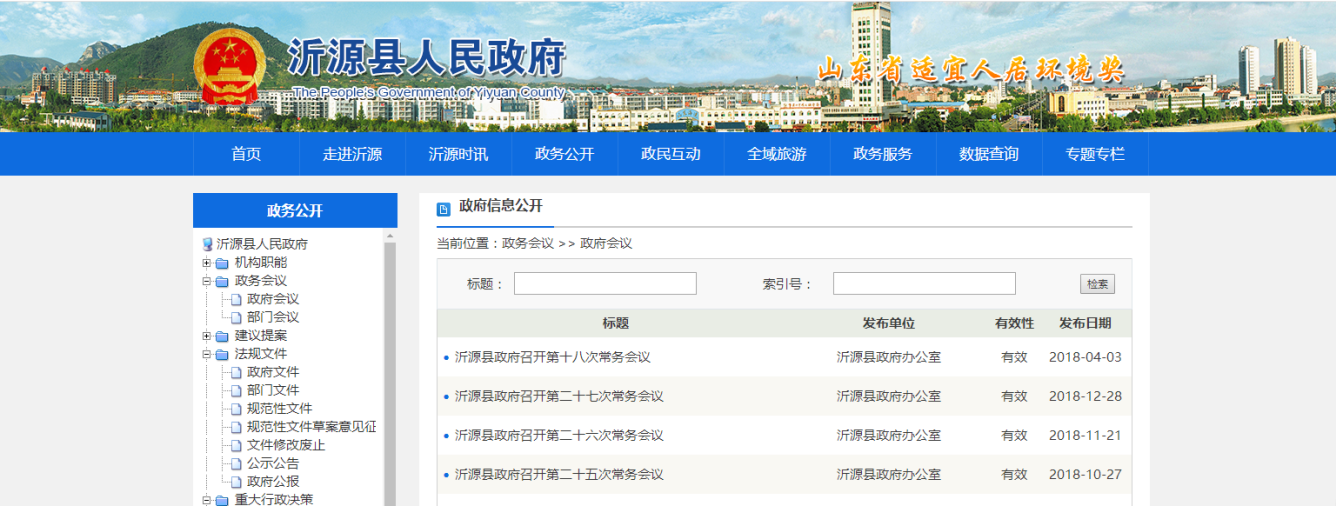 沂源县人民政府
The People's Government of Yiyuan County
山东省适宜人居环境奖
首页 走进沂源 沂源时讯 政务公开 政民互动 全域旅游 政务服务 数据查询 专题专栏
政务公开
沂源县人民政府
机构职能
政务会议
政府会议
部门会议
建议提案
法规文件
政府文件
部门文件
规范性文件
规范性文件草案意见征
文件修改废止
公示公告
政府公报
重大行政决策
政府信息公开
当前位置：政务会议 >> 政府会议
标题： 索引号： 检索
标题 发布单位 有效性 发布日期
沂源县政府召开第十八次常务会议 沂源县政府办公室 有效 2018-04-03
沂源县政府召开第二十七次常务会议 沂源县政府办公室 有效 2018-12-28
沂源县政府召开第二十六次常务会议 沂源县政府办公室 有效 2018-11-21
沂源县政府召开第二十五次常务会议 沂源县政府办公室 有效 2018-10-27